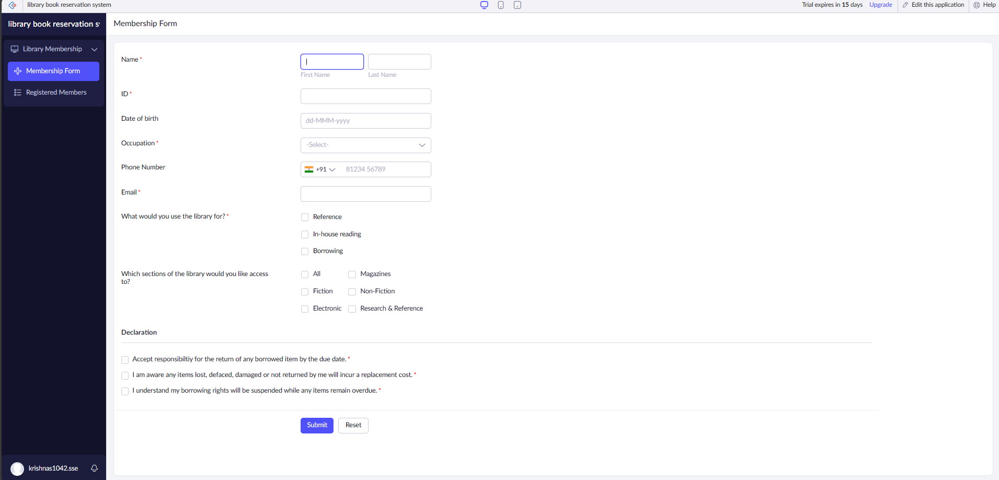 library book reservation system
Trial expires in 15 days Upgrade Edit this application Help
library book reservation s
Membership Form
Library Membership
Membership Form
Registered Members
Name *
First Name Last Name
ID *
Date of birth dd-MMM-yyyy
Occupation * -Select-
Phone Number +91 81234 56789
Email *
What would you use the library for? * Reference
In-house reading
Borrowing
Which sections of the library would you like access
to?
All Magazines
Fiction Non-Fiction
Electronic Research & Reference
Declaration
Accept responsibiltiy for the return of any borrowed item by the due date. *
I am aware any items lost, defaced, damaged or not returned by me will incur a replacement cost. *
I understand my borrowing rights will be suspended while any items remain overdue. *
Submit Reset
krishnas1042.sse